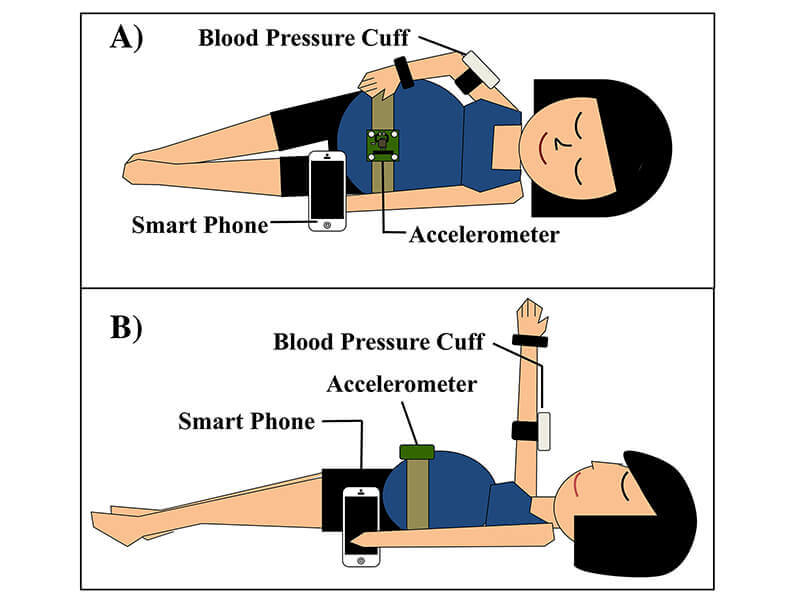 A)
Blood Pressure Cuff
Smart Phone
Accelerometer
B)
Blood Pressure Cuff
Accelerometer
Smart Phone